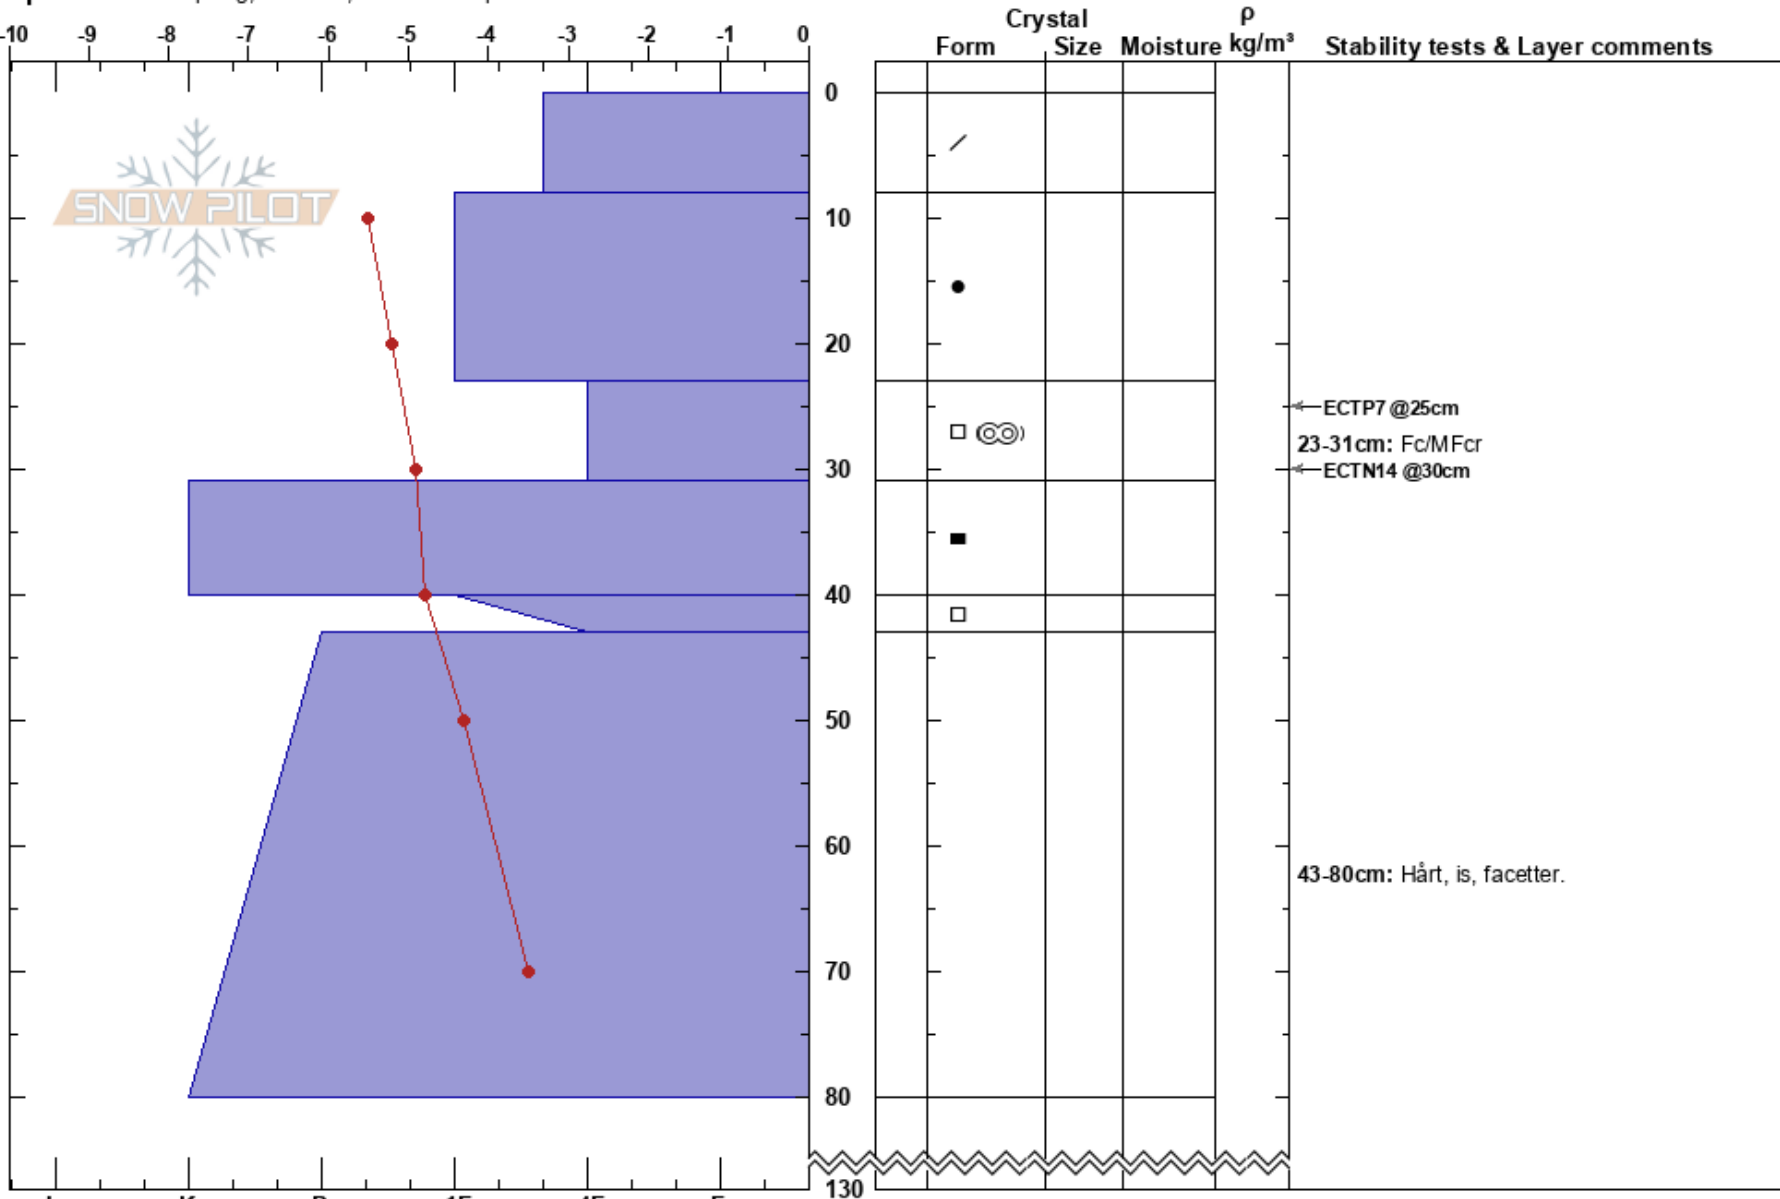 -10 -9 -8 -7 -6 -5 -4 -3 -2 -1 0
Crystal
ρ
Form Size Moisture kg/m³ Stability tests & Layer comments
0
SNOW PILOT
10
20
ECTP7 @25cm
23-31cm: Fc/MFcr
30
ECTN14 @30cm
40
50
60
43-80cm: Hårt, is, facetter.
70
80
130